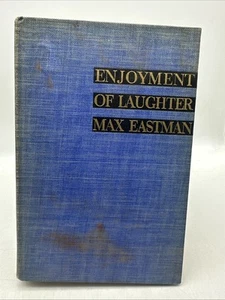 ENJOYMENT
OF LAUGHTER
MAX EASTMAN